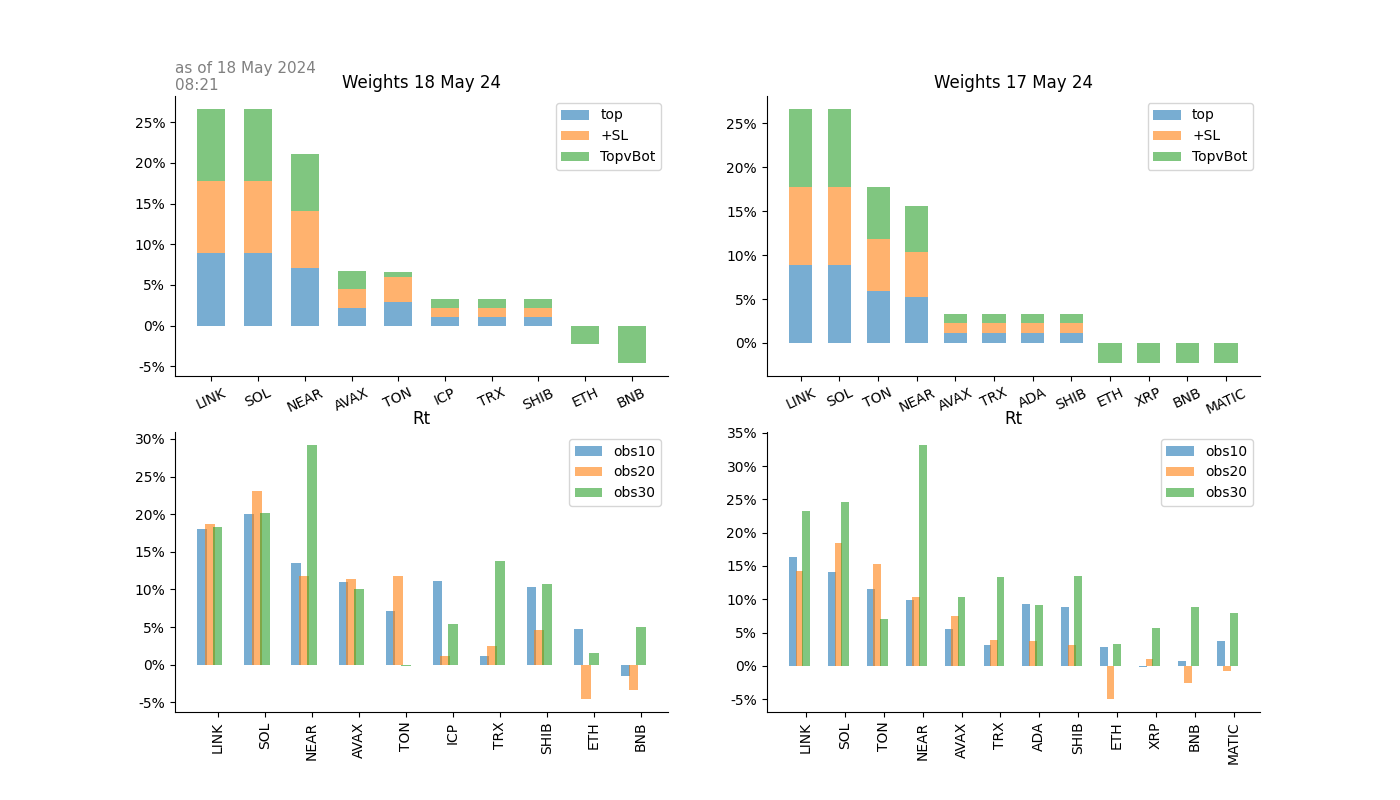 as of 18 May 2024
08:21
Weights 18 May 24
25%
20%
15%
10%
5%
0%
-5%
top
+SL
TopvBot
LINK SOL NEAR AVAX TON ICP TRX SHIB ETH BNB
Weights 17 May 24
25%
20%
15%
10%
5%
0%
top
+SL
TopvBot
LINK SOL TON NEAR AVAX TRX ADA SHIB ETH XRP BNB MATIC
Rt
30%
25%
20%
15%
10%
5%
0%
-5%
obs10
obs20
obs30
LINK SOL NEAR AVAX TON ICP TRX SHIB ETH BNB
Rt
35%
30%
25%
20%
15%
10%
5%
0%
-5%
obs10
obs20
obs30
LINK SOL TON NEAR AVAX TRX ADA SHIB ETH XRP BNB MATIC